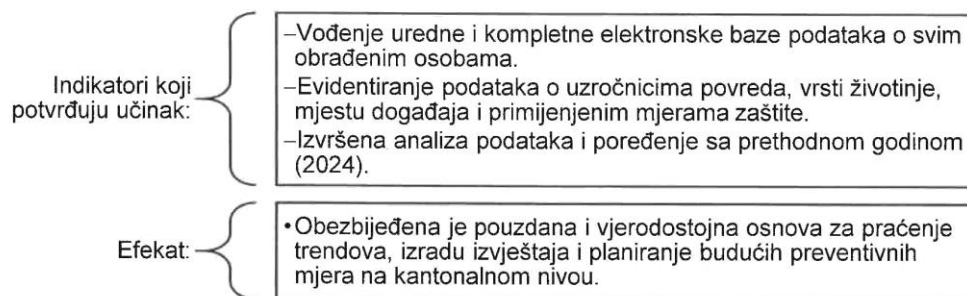 Indikatori koji
potvrđuju učinak:
–Vođenje uredne i kompletne elektronske baze podataka o svim
obrađenim osobama.
–Evidentiranje podataka o uzročnicima povreda, vrsti životinje,
mjestu događaja i primijenjenim mjerama zaštite.
–Izvršena analiza podataka i poređenje sa prethodnom godinom
(2024).
Efekat:
•Obezbijeđena je pouzdana i vjerodostojna osnova za praćenje
trendova, izradu izvještaja i planiranje budućih preventivnih
mjera na kantonalnom nivou.